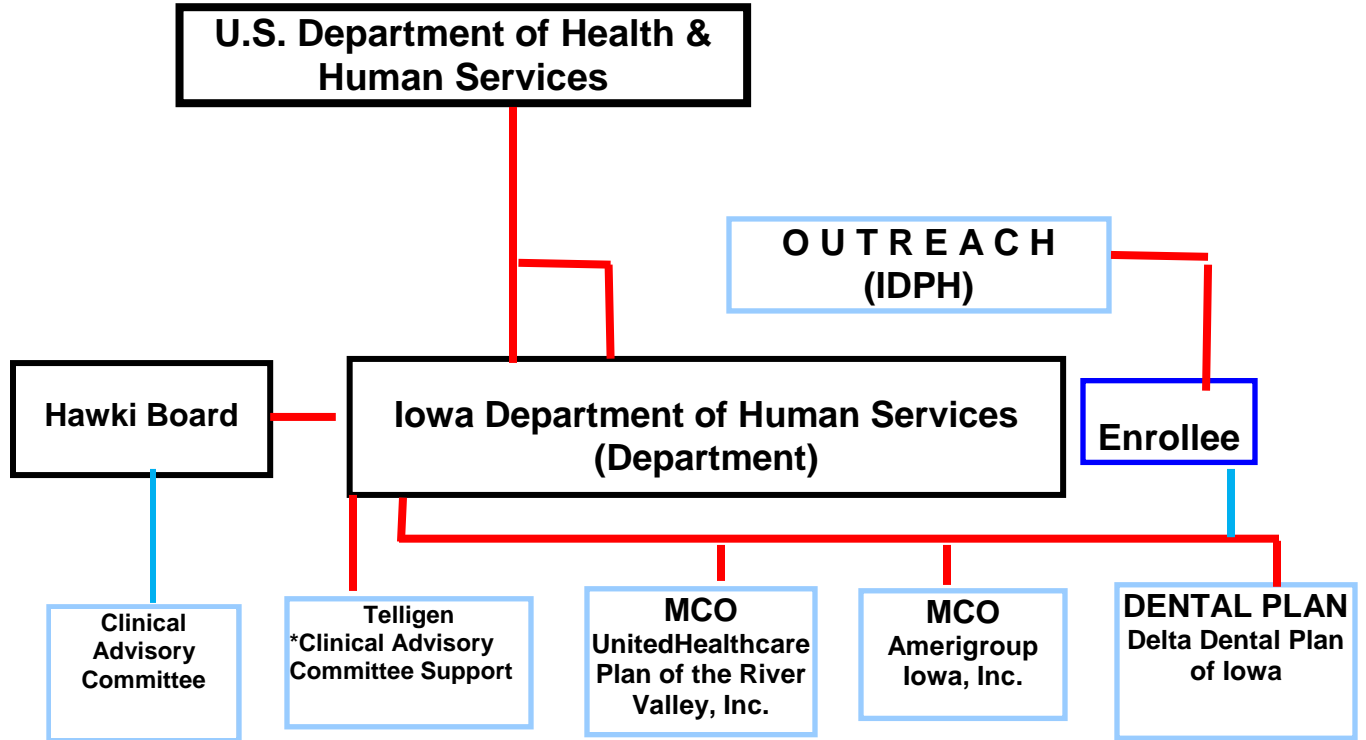 U.S. Department of Health &
Human Services
O U T R E A C H
(IDPH)
Hawki Board
Iowa Department of Human Services
(Department)
Enrollee
Clinical
Advisory
Committee
Telligen
*Clinical Advisory
Committee Support
MCO
UnitedHealthcare
Plan of the River
Valley, Inc.
MCO
Amerigroup
Iowa, Inc.
DENTAL PLAN
Delta Dental Plan
of Iowa